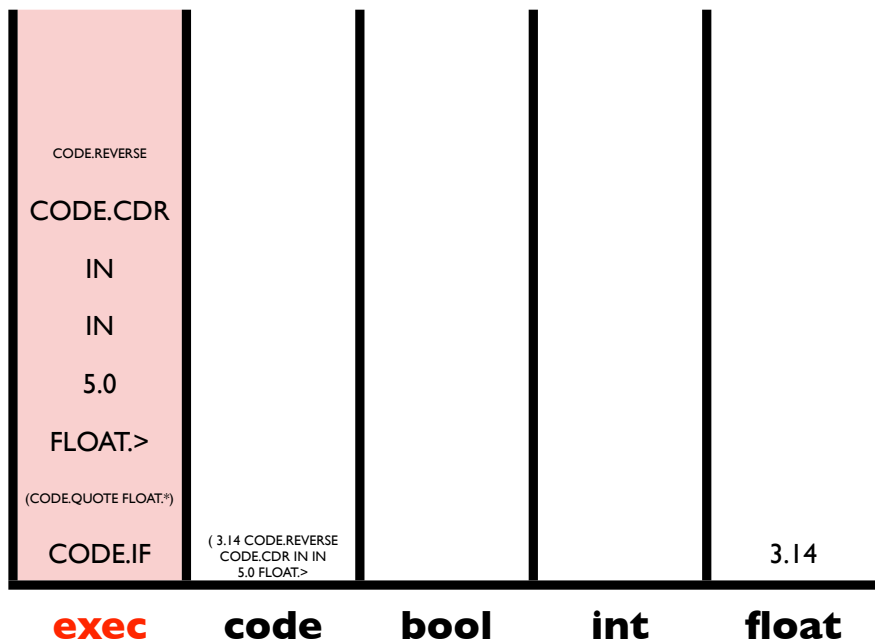 CODE.REVERSE
CODE.CDR
IN
IN
5.0
FLOAT.>
(CODE.QUOTE FLOAT.*)
CODE.IF
( 3.14 CODE.REVERSE
CODE.CDR IN IN
5.0 FLOAT.>
3.14
exec code bool int float